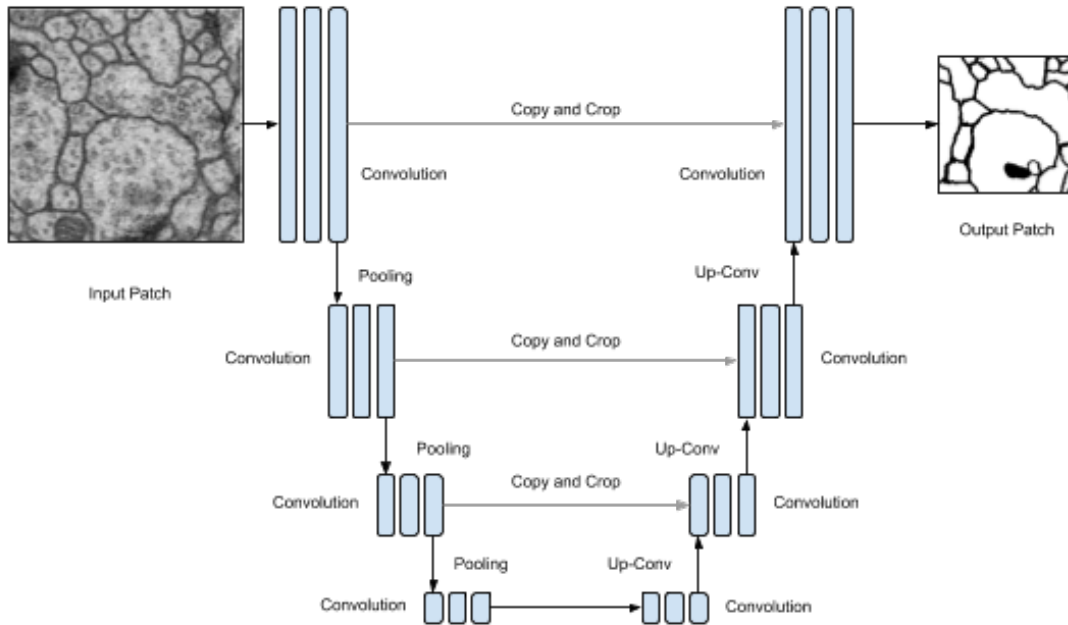 Copy and Crop
Convolution
Convolution
Output Patch
Pooling
Up-Conv
Input Patch
Copy and Crop
Convolution
Convolution
Pooling
Up-Conv
Copy and Crop
Convolution
Convolution
Pooling
Up-Conv
Convolution
Convolution